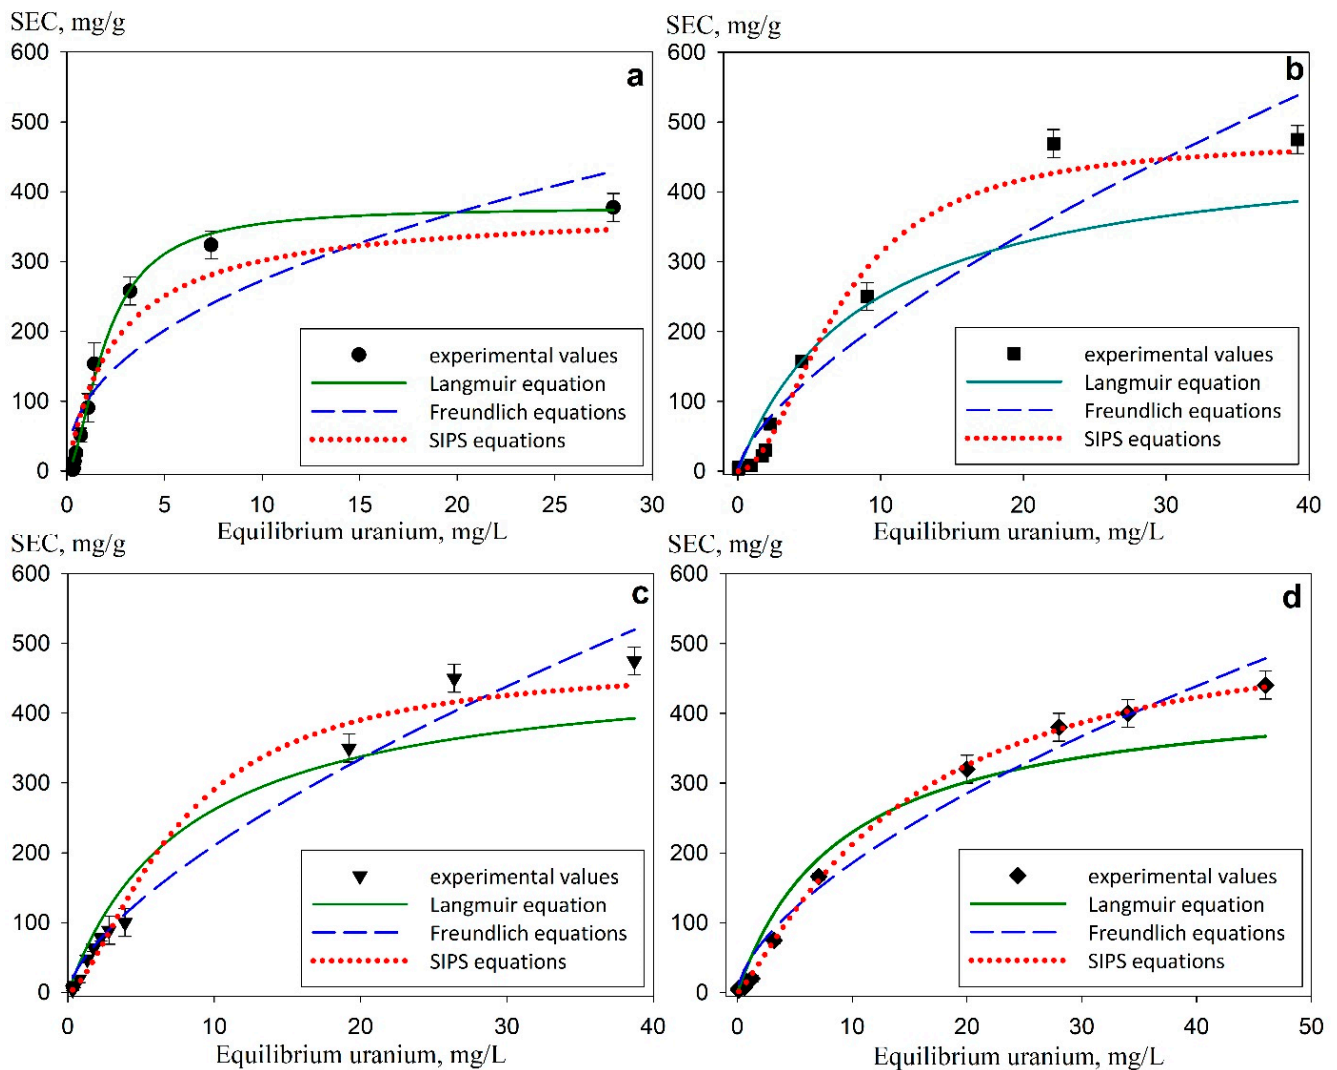 SEC, mg/g
600
500
400
300
200
100
0
a
experimental values
Langmuir equation
Freundlich equations
SIPS equations
0 5 10 15 20 25 30
Equilibrium uranium, mg/L
SEC, mg/g
600
500
400
300
200
100
0
b
experimental values
Langmuir equation
Freundlich equations
SIPS equations
0 10 20 30 40
Equilibrium uranium, mg/L
SEC, mg/g
600
500
400
300
200
100
0
c
experimental values
Langmuir equation
Freundlich equations
SIPS equations
0 10 20 30 40
Equilibrium uranium, mg/L
SEC, mg/g
600
500
400
300
200
100
0
d
experimental values
Langmuir equation
Freundlich equations
SIPS equations
0 10 20 30 40 50
Equilibrium uranium, mg/L